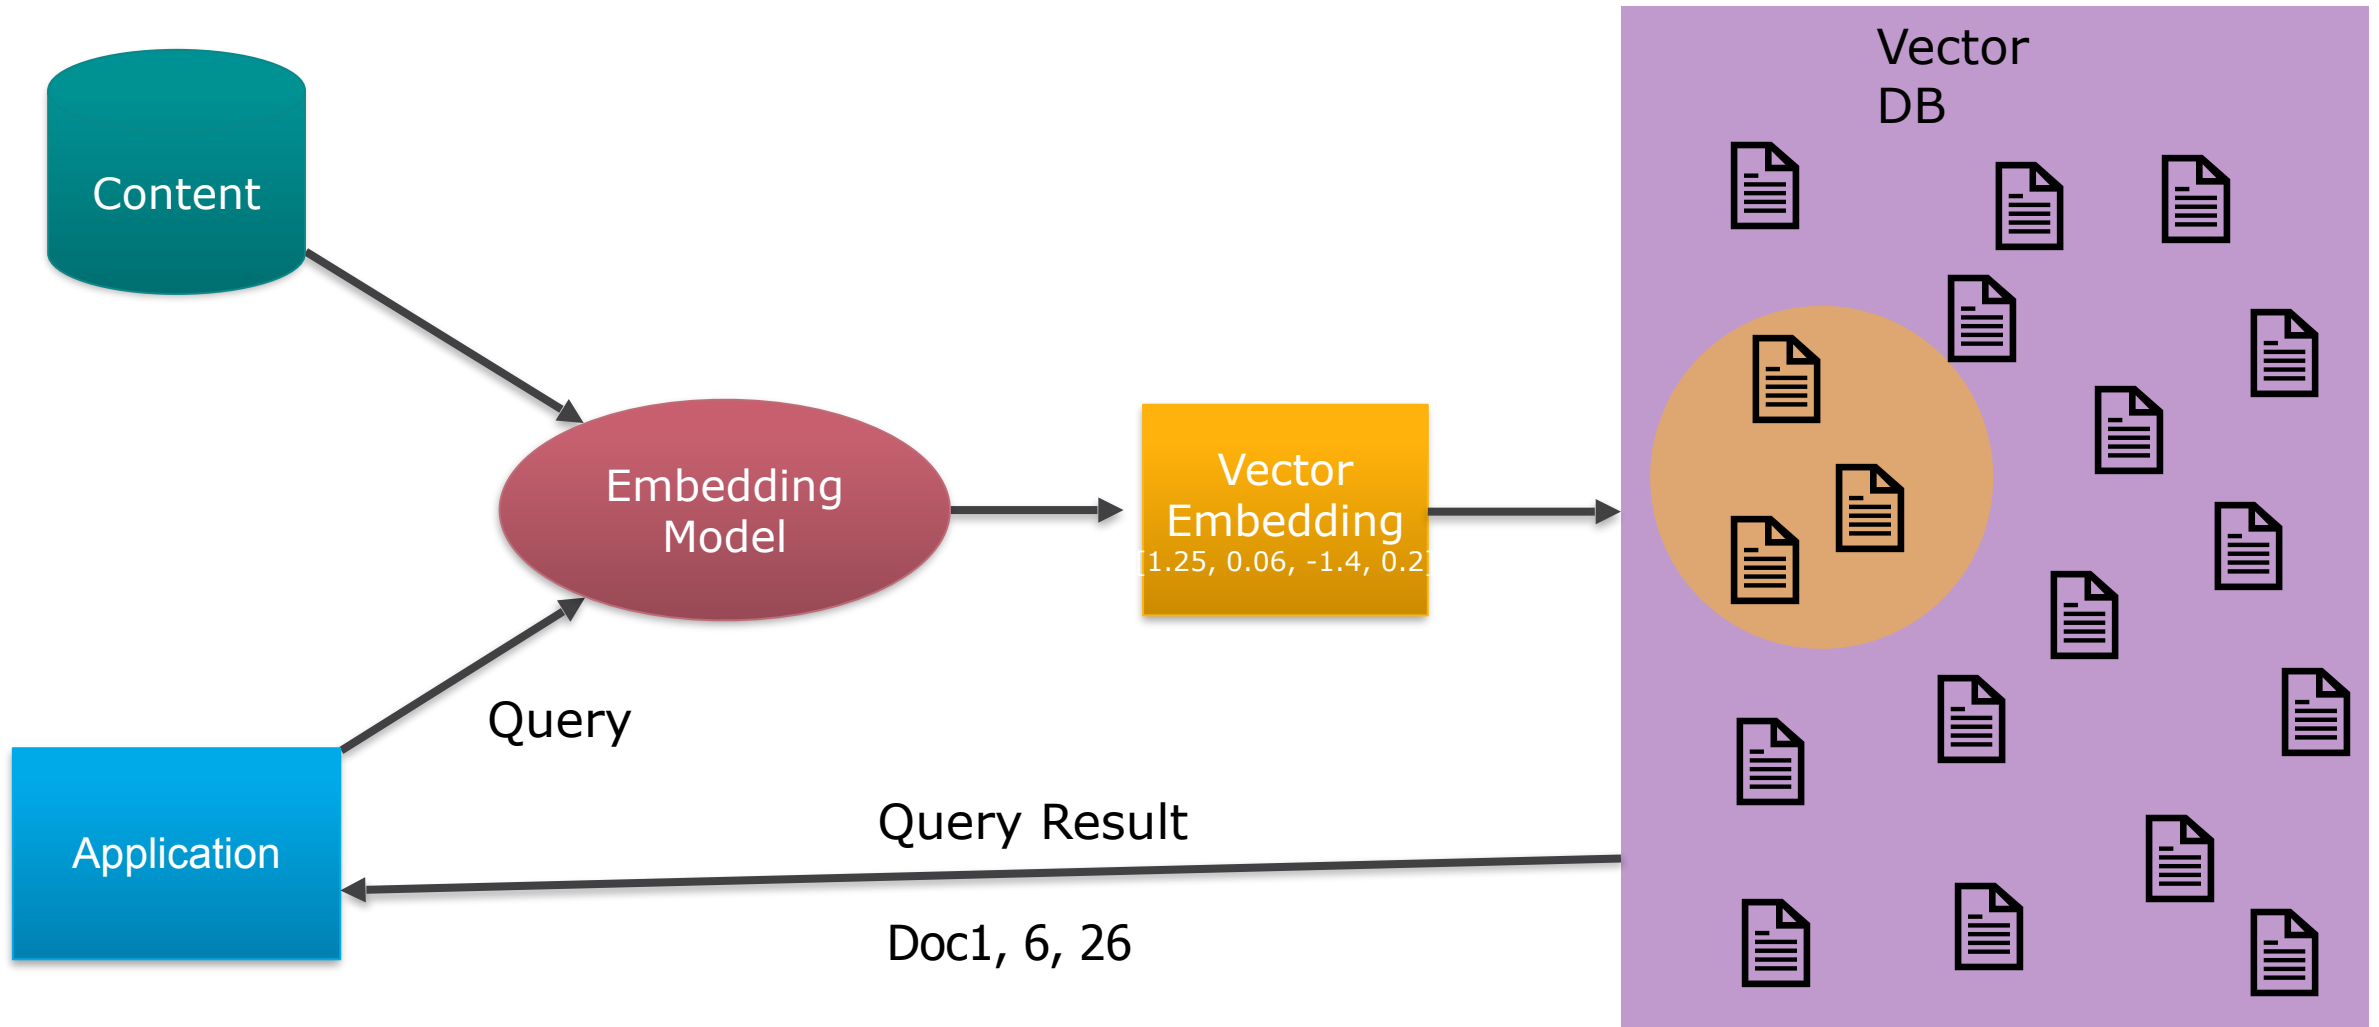 Vector
DB
Content
Embedding
Model
Vector
Embedding
[1.25, 0.06, -1.4, 0.2]
Query
Application
Query Result
Doc1, 6, 26